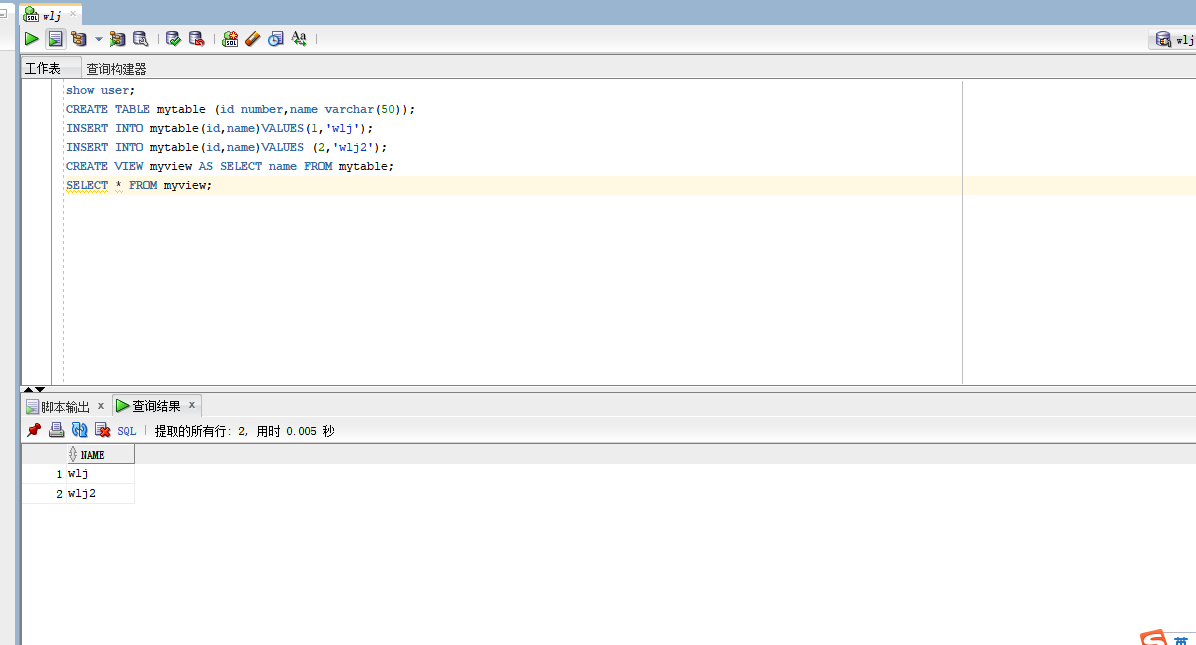 wlj
wlj
工作表 查询构建器
show user;
CREATE TABLE mytable (id number,name varchar(50));
INSERT INTO mytable(id,name)VALUES(1,'wlj');
INSERT INTO mytable(id,name)VALUES (2,'wlj2');
CREATE VIEW myview AS SELECT name FROM mytable;
SELECT * FROM myview;
脚本输出 x 查询结果 x
SQL | 提取的所有行: 2, 用时 0.005 秒
NAME
1 wlj
2 wlj2
英